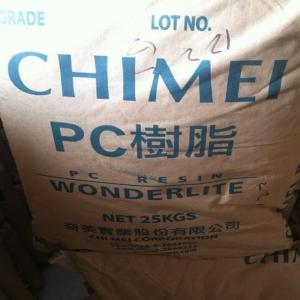 GRADE
LOT NO.
CHIMEI
PC樹脂
PC RESIN
WONDERLITE
NET 25KGS
奇美實業股份有限公司
CHI MEI CORPORATION